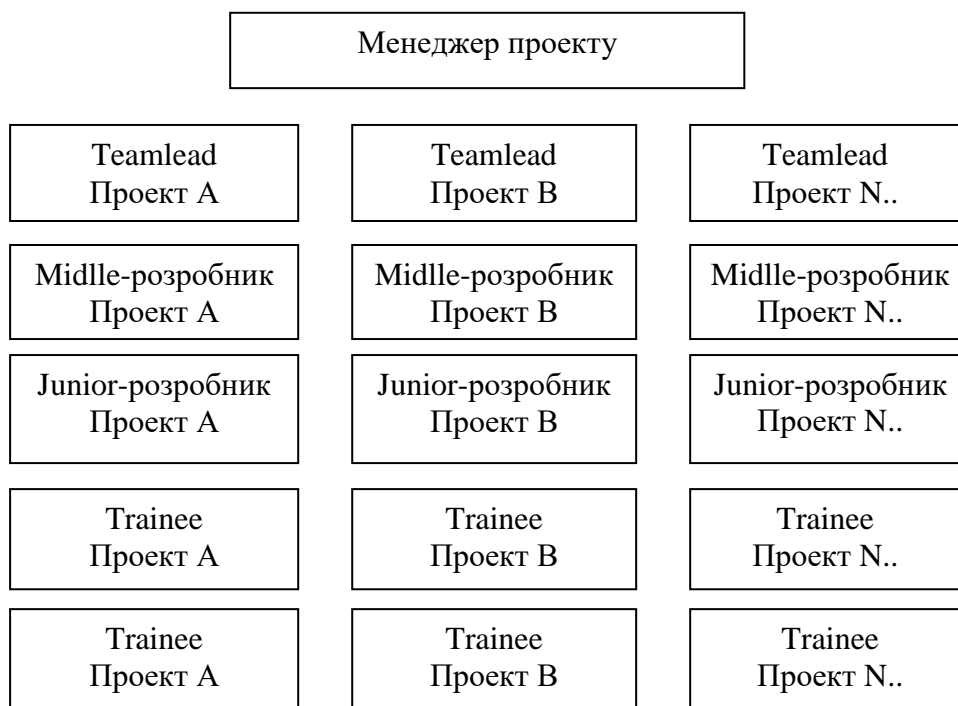 Менеджер проекту
Teamlead
Проект А
Teamlead
Проект В
Teamlead
Проект N..
Midlle-розробник
Проект А
Midlle-розробник
Проект В
Midlle-розробник
Проект N..
Junior-розробник
Проект А
Junior-розробник
Проект В
Junior-розробник
Проект N..
Trainee
Проект А
Trainee
Проект В
Trainee
Проект N..
Trainee
Проект А
Trainee
Проект В
Trainee
Проект N..